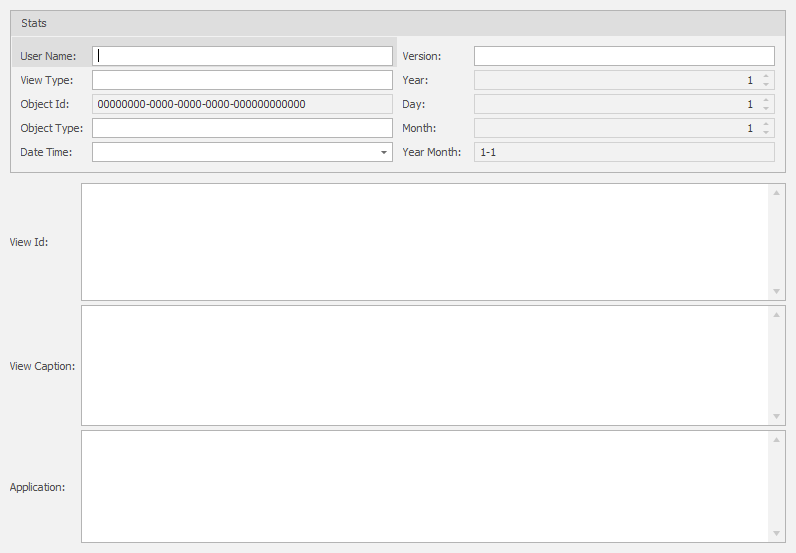 Stats
User Name: Version:
View Type: Year: 1
Object Id: 00000000-0000-0000-0000-000000000000 Day: 1
Object Type: Month: 1
Date Time: Year Month: 1-1
View Id:
View Caption:
Application: